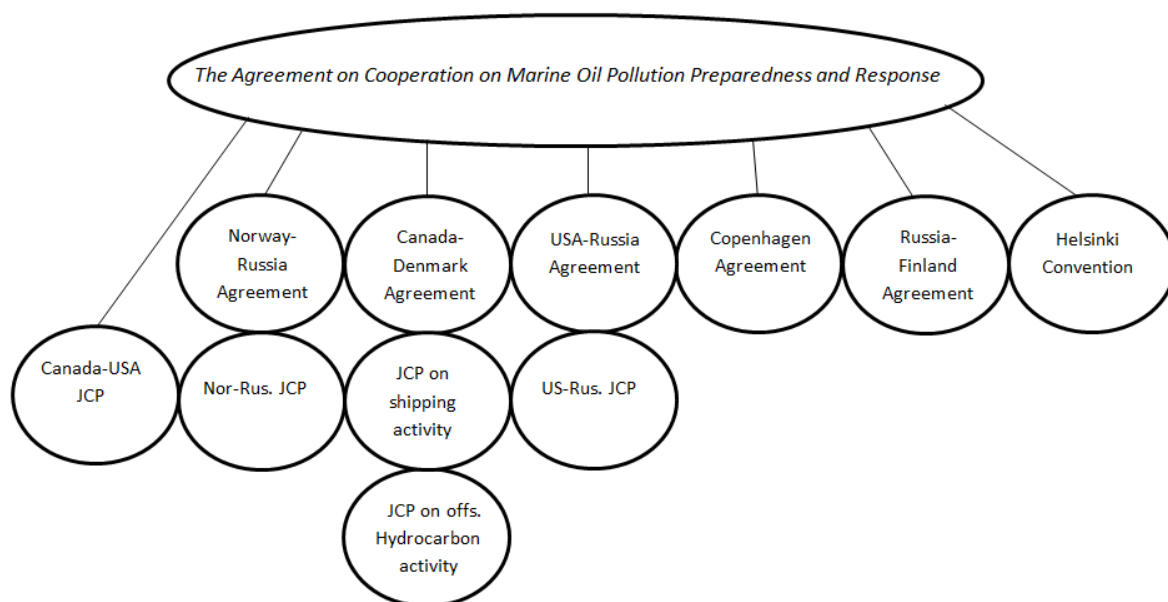 The Agreement on Cooperation on Marine Oil Pollution Preparedness and Response
Norway-
Russia
Agreement
Canada-
Denmark
Agreement
USA-Russia
Agreement
Copenhagen
Agreement
Russia-
Finland
Agreement
Helsinki
Convention
Canada-USA
JCP
Nor-Rus. JCP
JCP on
shipping
activity
US-Rus. JCP
JCP on offs.
Hydrocarbon
activity